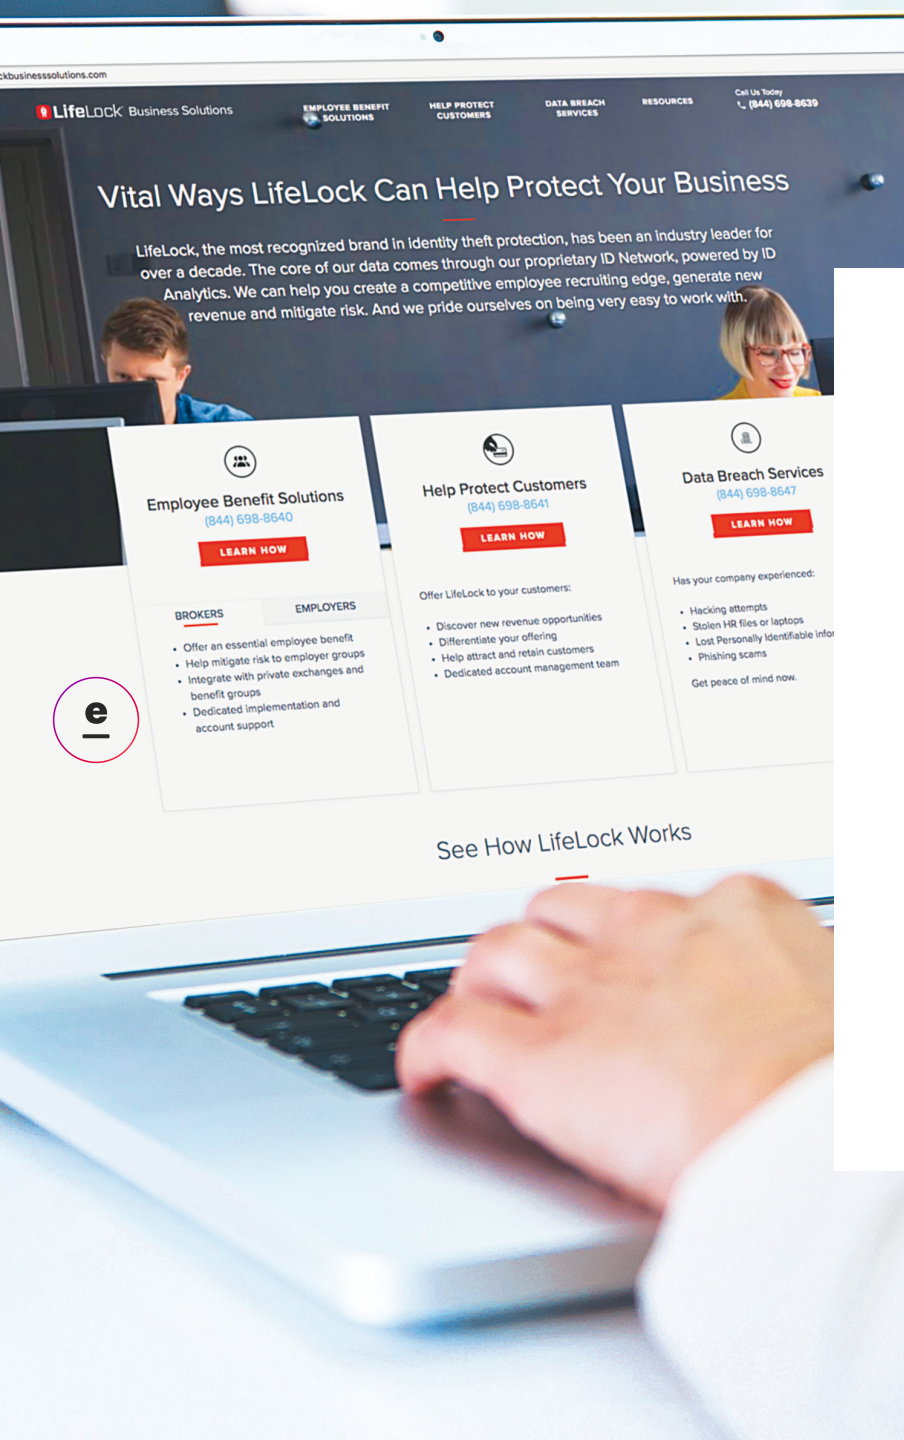 ckbusinesssolutions.com
LifeLock Business Solutions
EMPLOYEE BENEFIT
SOLUTIONS
HELP PROTECT
CUSTOMERS
DATA BREACH
SERVICES
RESOURCES
Call Us Today
(844) 698-8639
Vital Ways LifeLock Can Help Protect Your Business
LifeLock, the most recognized brand in identity theft protection, has been an industry leader for
over a decade. The core of our data comes through our proprietary ID Network, powered by ID
Analytics. We can help you create a competitive employee recruiting edge, generate new
revenue and mitigate risk. And we pride ourselves on being very easy to work with.
Employee Benefit Solutions
(844) 698-8640
LEARN HOW
BROKERS
EMPLOYERS
• Offer an essential employee benefit
• Help mitigate risk to employer groups
• Integrate with private exchanges and
benefit groups
• Dedicated implementation and
account support
Help Protect Customers
(844) 698-8641
LEARN HOW
Offer LifeLock to your customers:
• Discover new revenue opportunities
• Differentiate your offering
• Help attract and retain customers
• Dedicated account management team
Data Breach Services
(844) 698-8647
LEARN HOW
Has your company experienced:
• Hacking attempts
• Stolen HR files or laptops
• Lost Personally Identifiable infor
• Phishing scams
Get peace of mind now.
e
See How LifeLock Works